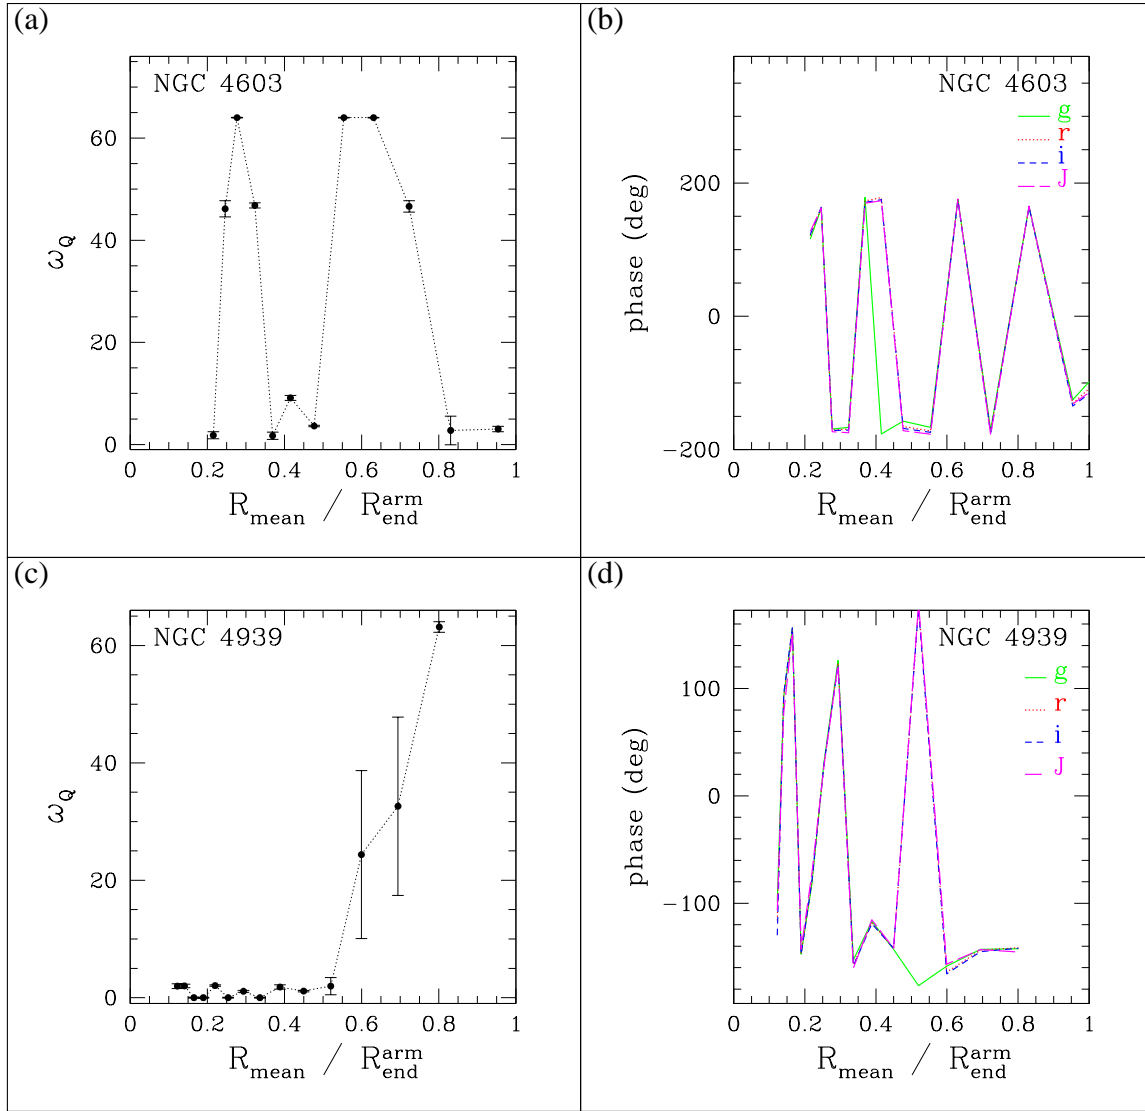 (a)
NGC 4603
60
40
20
0
ω_Q
0 0.2 0.4 0.6 0.8 1
R_mean / R_end^arm
(b)
NGC 4603
g
r
i
J
200
0
−200
phase (deg)
0 0.2 0.4 0.6 0.8 1
R_mean / R_end^arm
(c)
NGC 4939
60
40
20
0
ω_Q
0 0.2 0.4 0.6 0.8 1
R_mean / R_end^arm
(d)
NGC 4939
g
r
i
J
100
0
−100
phase (deg)
0 0.2 0.4 0.6 0.8 1
R_mean / R_end^arm